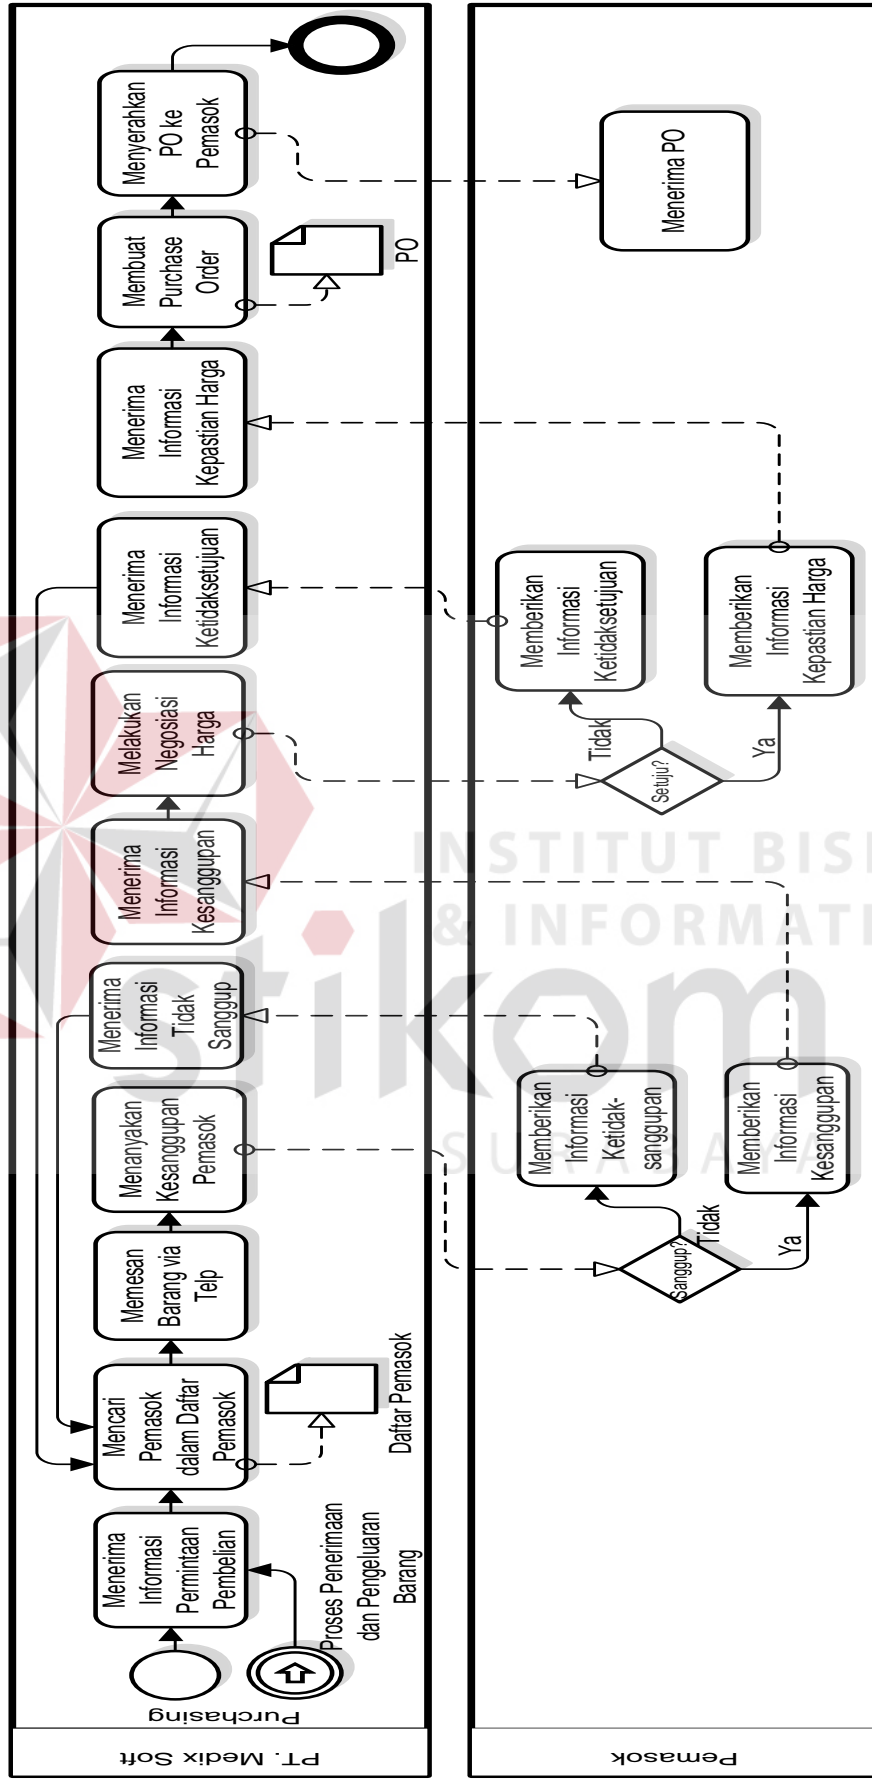 PT. Medix Soft
Purchasing
Menerima
Informasi
Permintaan
Pembelian
Proses Penerimaan
dan Pengeluaran
Barang
Mencari
Pemasok
dalam Daftar
Pemasok
Daftar Pemasok
Memesan
Barang via
Telp
Menanyakan
Kesanggupan
Pemasok
Menerima
Informasi
Tidak
Sanggup
Menerima
Informasi
Kesanggupan
Melakukan
Negosiasi
Harga
Menerima
Informasi
Ketidaksetujuan
Menerima
Informasi
Kepastian Harga
Membuat
Purchase
Order
PO
Menyerahkan
PO ke
Pemasok
Pemasok
Sanggup?
Tidak
Ya
Memberikan
Informasi
Ketidak-
sanggupan
Memberikan
Informasi
Kesanggupan
Setuju?
Tidak
Ya
Memberikan
Informasi
Ketidaksetujuan
Memberikan
Informasi
Kepastian Harga
Menerima PO
INSTITUT
& 
stikom
SURABAYA